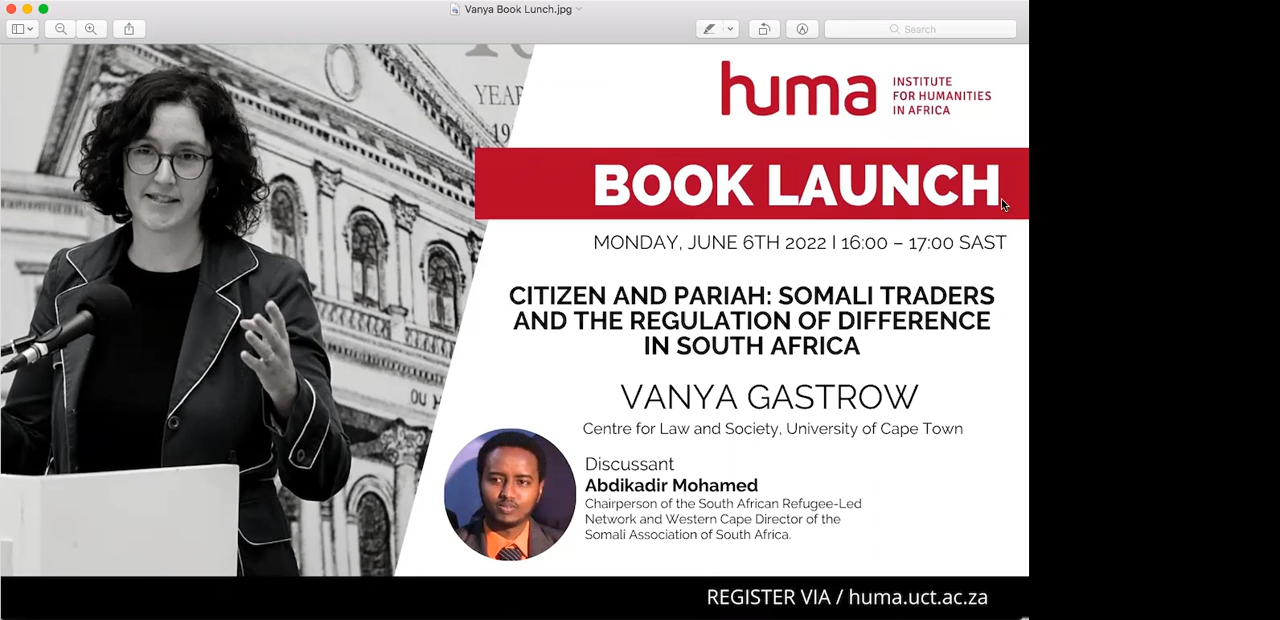 Vanya Book Lunch.jpg
Search
YEAR
19
huma
INSTITUTE
FOR HUMANITIES
IN AFRICA
BOOK LAUNCH
MONDAY, JUNE 6TH 2022 I 16:00 – 17:00 SAST
CITIZEN AND PARIAH: SOMALI TRADERS
AND THE REGULATION OF DIFFERENCE
IN SOUTH AFRICA
VANYA GASTROW
Centre for Law and Society, University of Cape Town
OU
Discussant
Abdikadir Mohamed
Chairperson of the South African Refugee-Led
Network and Western Cape Director of the
Somali Association of South Africa.
REGISTER VIA / huma.uct.ac.za